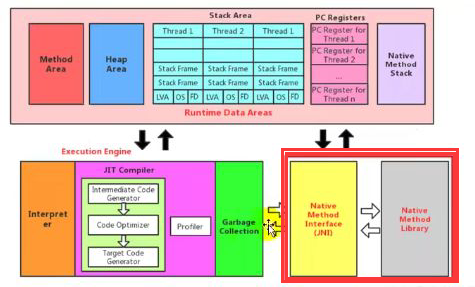 Stack Area
PC Registers
Method
Area
Heap
Area
Thread 1
Thread 2
Thread 1
Stack Frame
Stack Frame
Stack Frame
Stack Frame
Stack Frame
Stack Frame
LVA
OS
FD
LVA
OS
FD
LVA
OS
FD
PC Register for
Thread 1
PC Register for
Thread 2
...
PC Register for
Thread n
Native
Method
Stack
Runtime Data Areas
Execution Engine
Interpret
er
JIT Compiler
Intermediate Code
Generator
Code Optimizer
Target Code
Generator
Profiler
Garbage
Collection
Native
Method
Interface
(JNI)
Native
Method
Library